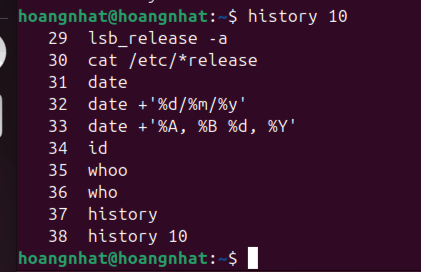 hoangnhat@hoangnhat:~$ history 10
29 lsb_release -a
30 cat /etc/*release
31 date
32 date +'%d/%m/%y'
33 date +'%A, %B %d, %Y'
34 id
35 whoo
36 who
37 history
38 history 10
hoangnhat@hoangnhat:~$